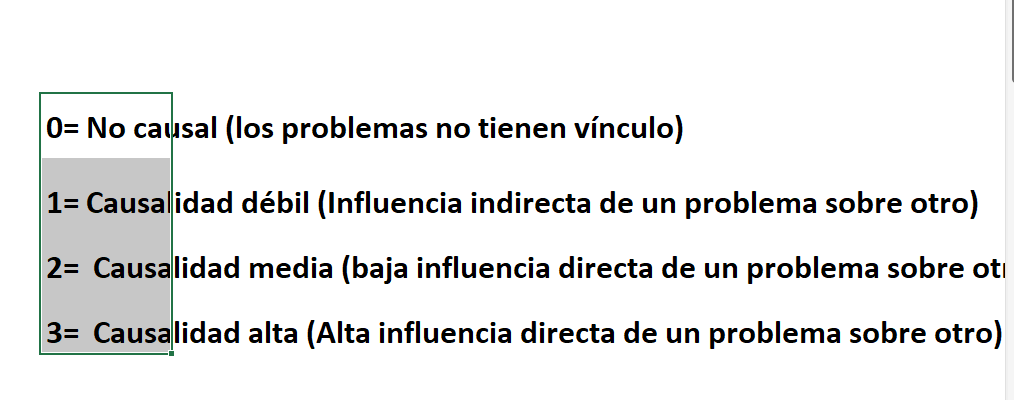 0= No causal (los problemas no tienen vínculo)
1= Causalidad débil (Influencia indirecta de un problema sobre otro)
2=  Causalidad media (baja influencia directa de un problema sobre
3=  Causalidad alta (Alta influencia directa de un problema sobre otro)